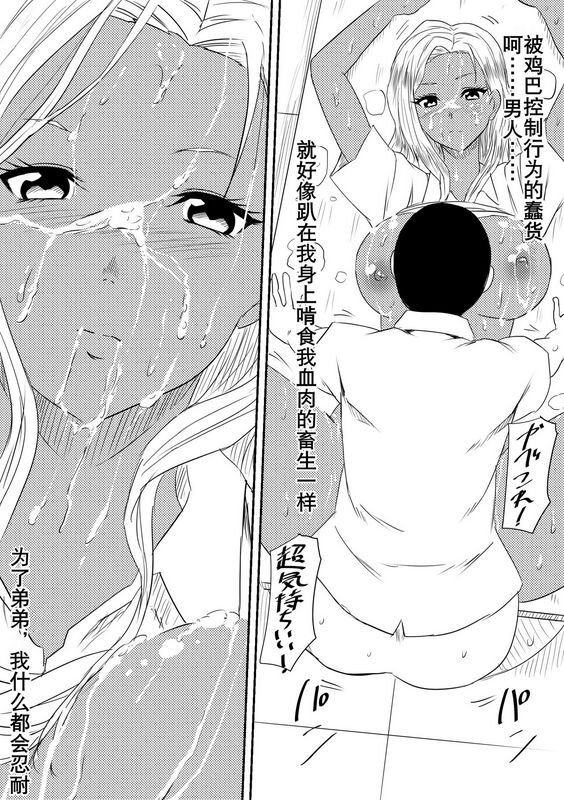 被鸡巴控制行为的蠢货
呵……男人……
就好像趴在我身上啃食我血肉的畜生一样
超気持ちいい!
为了弟弟，
我什么都会忍耐